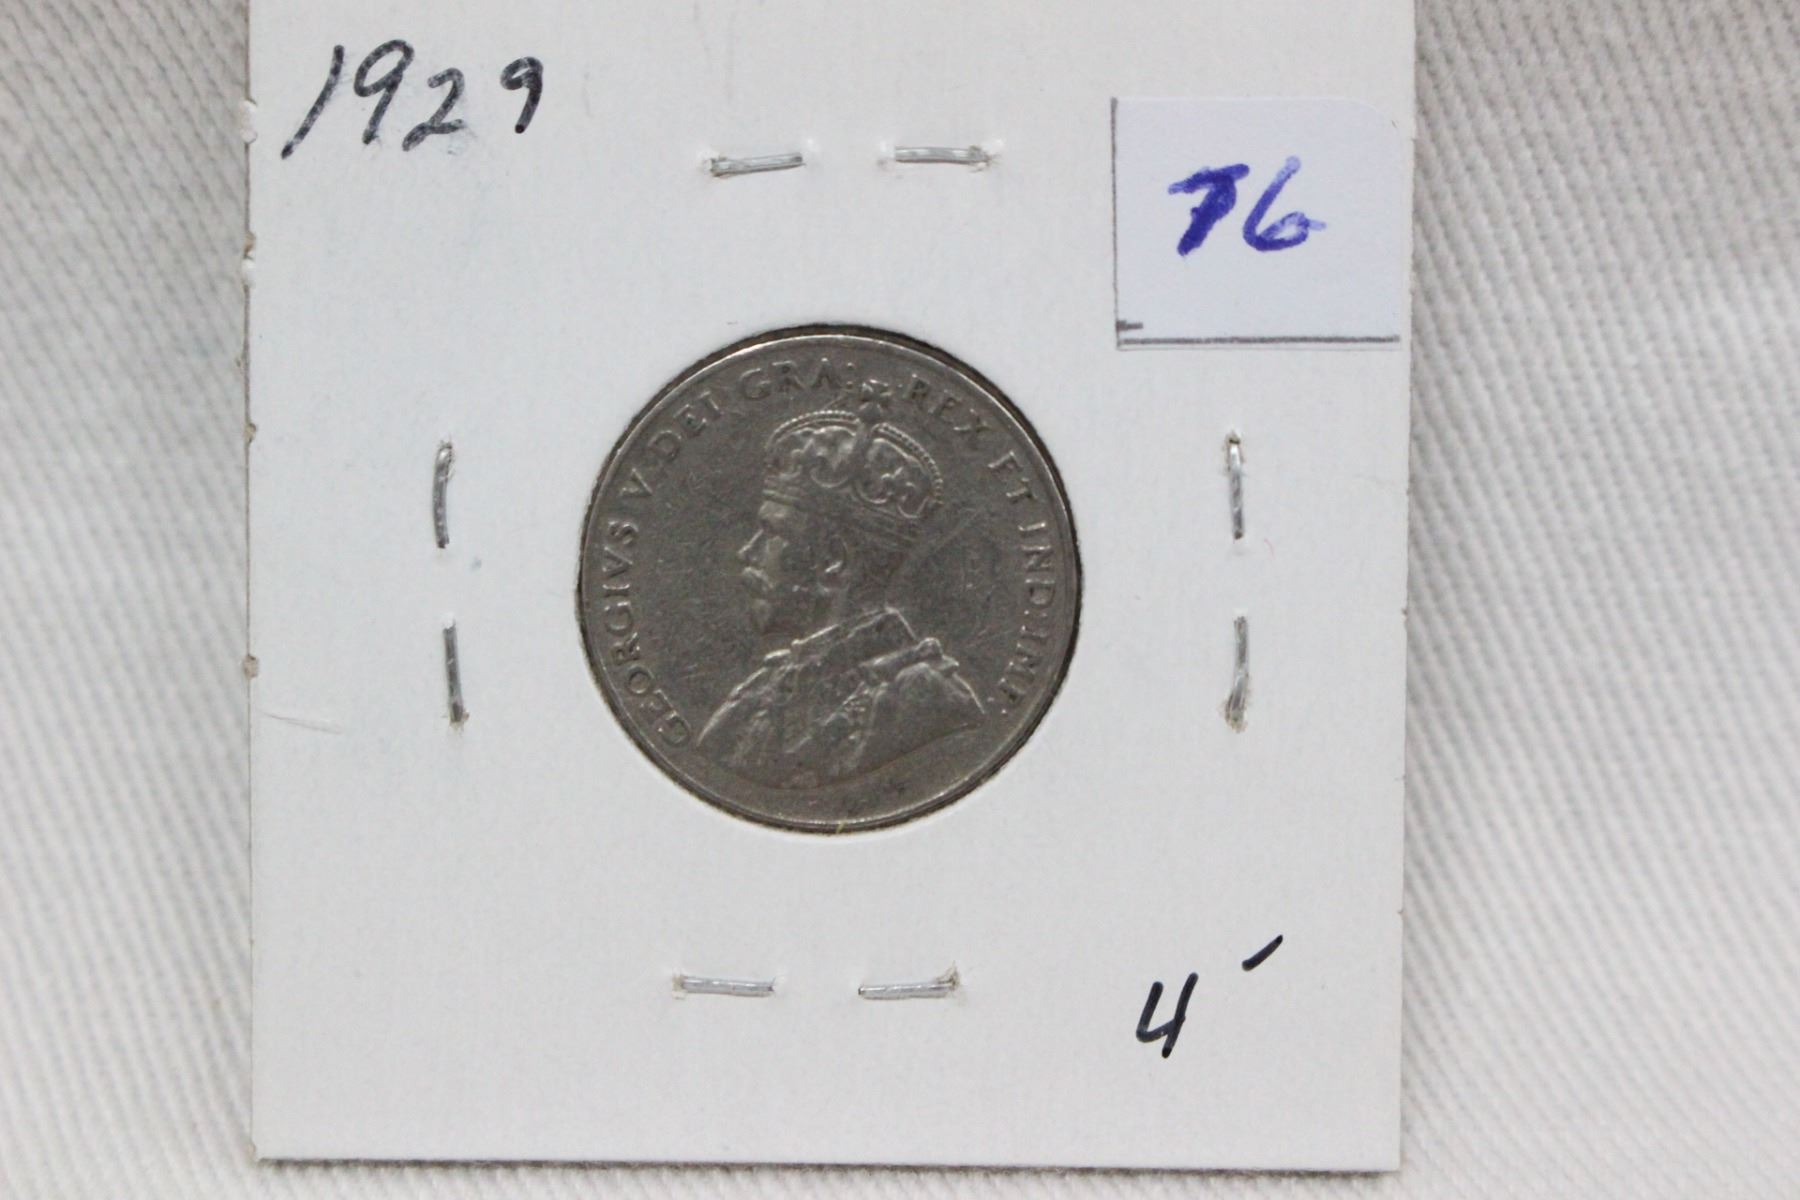 1929
76
GEORGIVS V DEI GRA: REX ET IND: IMP:
4 -